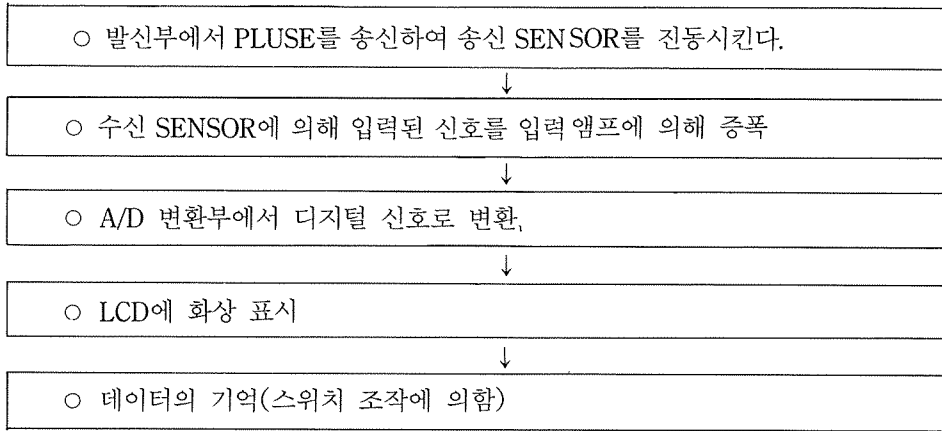 ○ 발신부에서 PLUSE를 송신하여 송신 SENSOR를 진동시킨다.
↓
○ 수신 SENSOR에 의해 입력된 신호를 입력앰프에 의해 증폭
↓
○ A/D 변환부에서 디지털 신호로 변환,
↓
○ LCD에 화상 표시
↓
○ 데이터의 기억(스위치 조작에 의함)